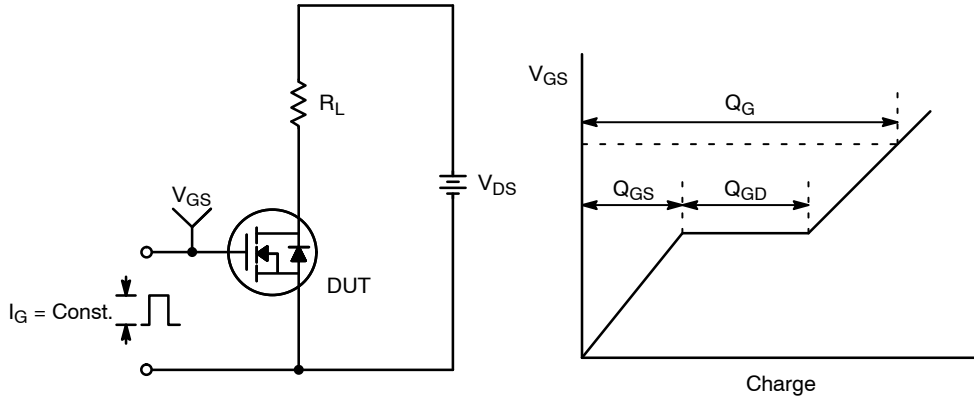 R_L
V_GS
V_DS
DUT
I_G = Const.
V_GS
Q_G
Q_GS
Q_GD
Charge